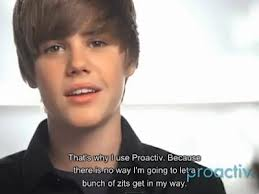 proactiv
That's why I use Proactiv. Because
there is no way I'm going to let a
bunch of zits get in my way.
proactiv